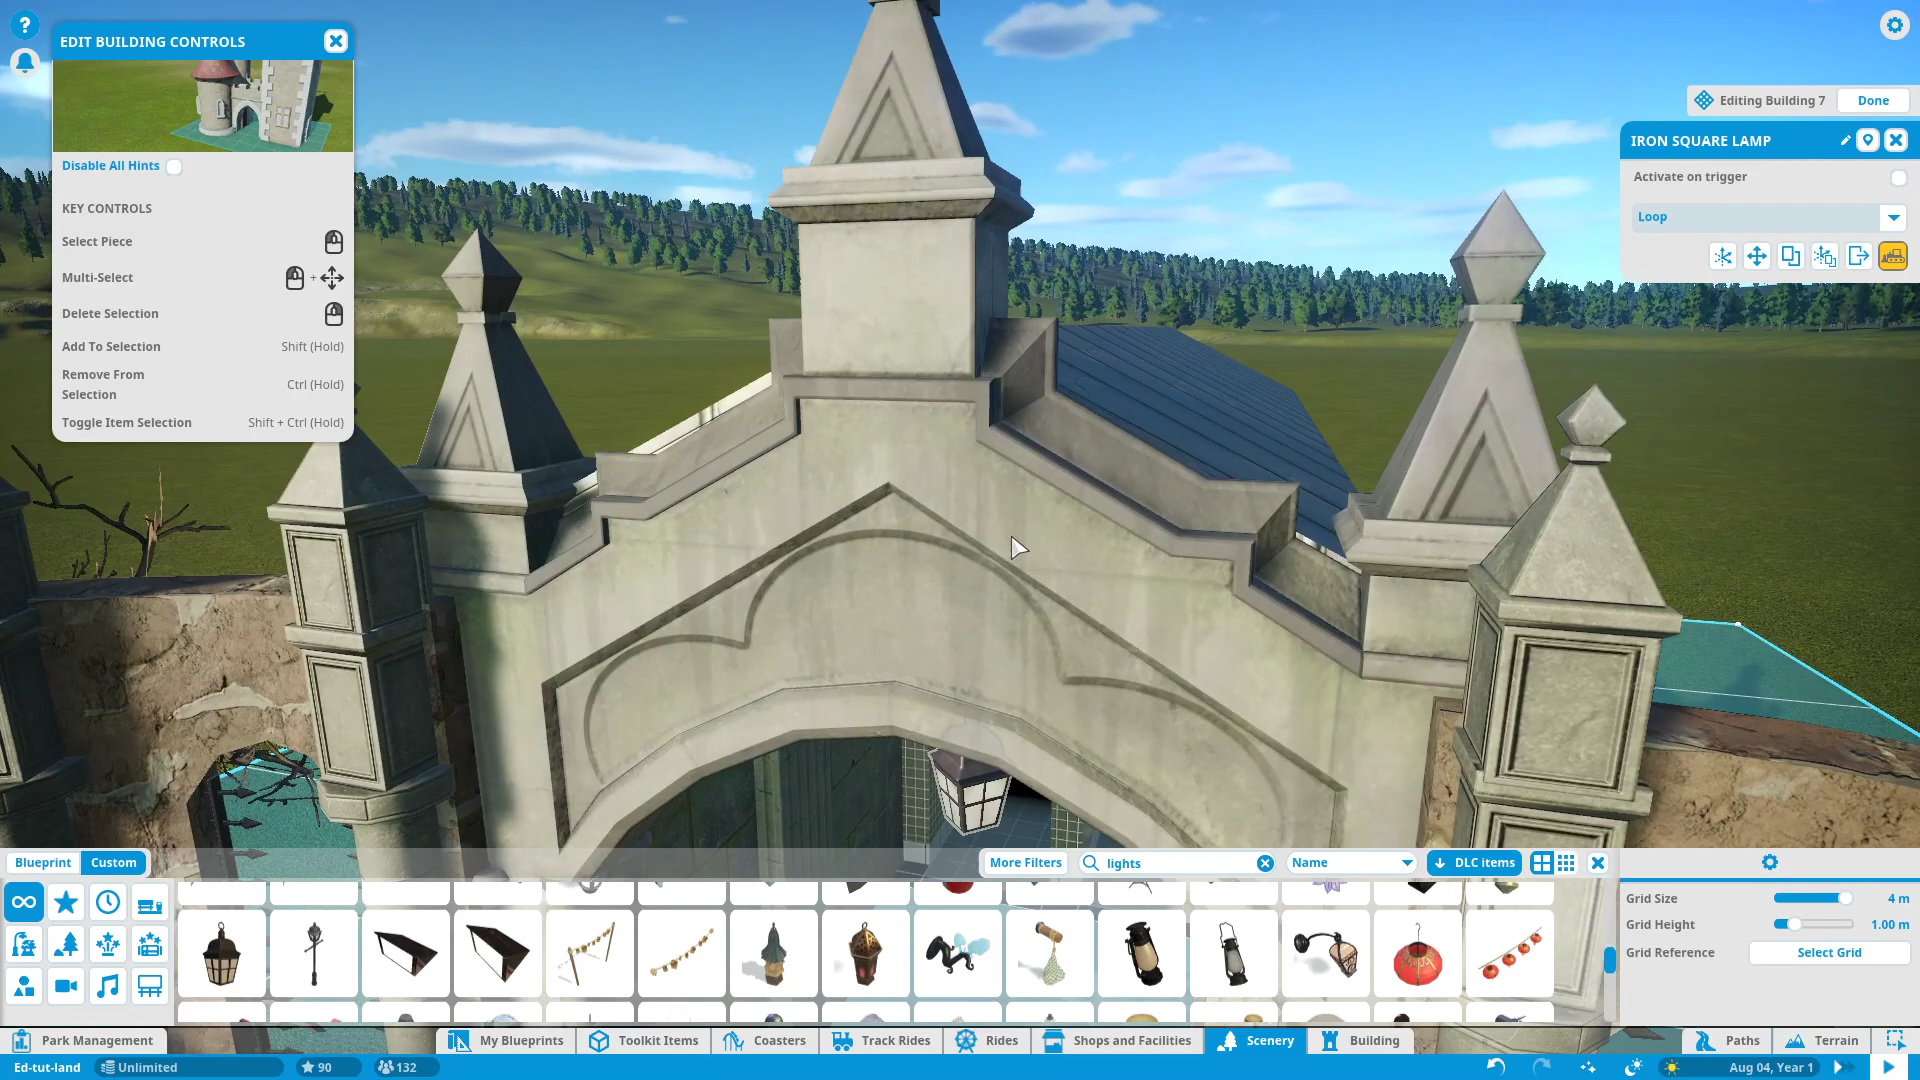 ?
EDIT BUILDING CONTROLS
Disable All Hints
KEY CONTROLS
Select Piece
Multi-Select +
Delete Selection
Add To Selection Shift (Hold)
Remove From
Selection Ctrl (Hold)
Toggle Item Selection Shift + Ctrl (Hold)
Editing Building 7 Done
IRON SQUARE LAMP
Activate on trigger
Loop
Blueprint Custom
More Filters lights Name DLC items
Grid Size 4 m
Grid Height 1.00 m
Grid Reference Select Grid
Park Management My Blueprints Toolkit Items Coasters Track Rides Rides Shops and Facilities Scenery Building Paths Terrain
Ed-tut-land Unlimited 90 132 Aug 04, Year 1